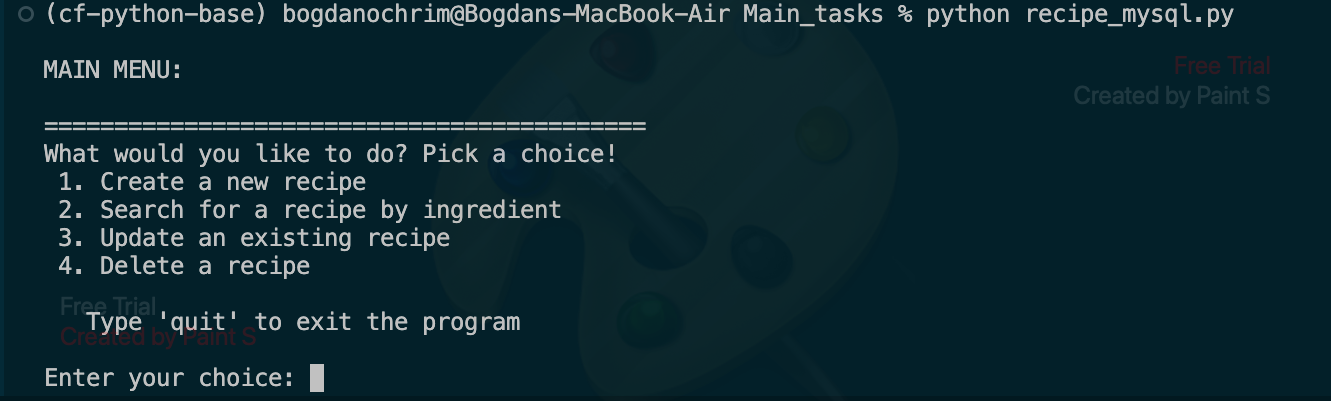 (cf-python-base) bogdanochrim@Bogdans-MacBook-Air Main_tasks % python recipe_mysql.py
MAIN MENU:
Free Trial
Created by Paint S
===========================================
What would you like to do? Pick a choice!
1. Create a new recipe
2. Search for a recipe by ingredient
3. Update an existing recipe
4. Delete a recipe
Free Trial
Type 'quit' to exit the program
Created by Paint S
Enter your choice: